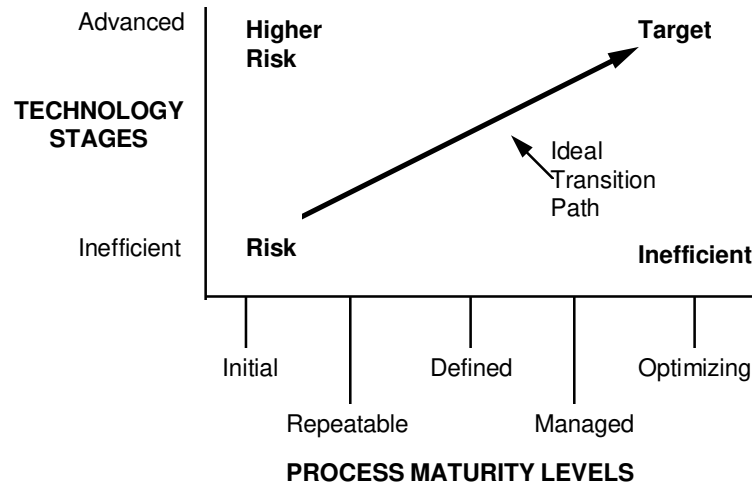 Advanced
Higher
Risk
Target
TECHNOLOGY
STAGES
Ideal
Transition
Path
Inefficient
Risk
Inefficient
Initial
Defined
Optimizing
Repeatable
Managed
PROCESS MATURITY LEVELS